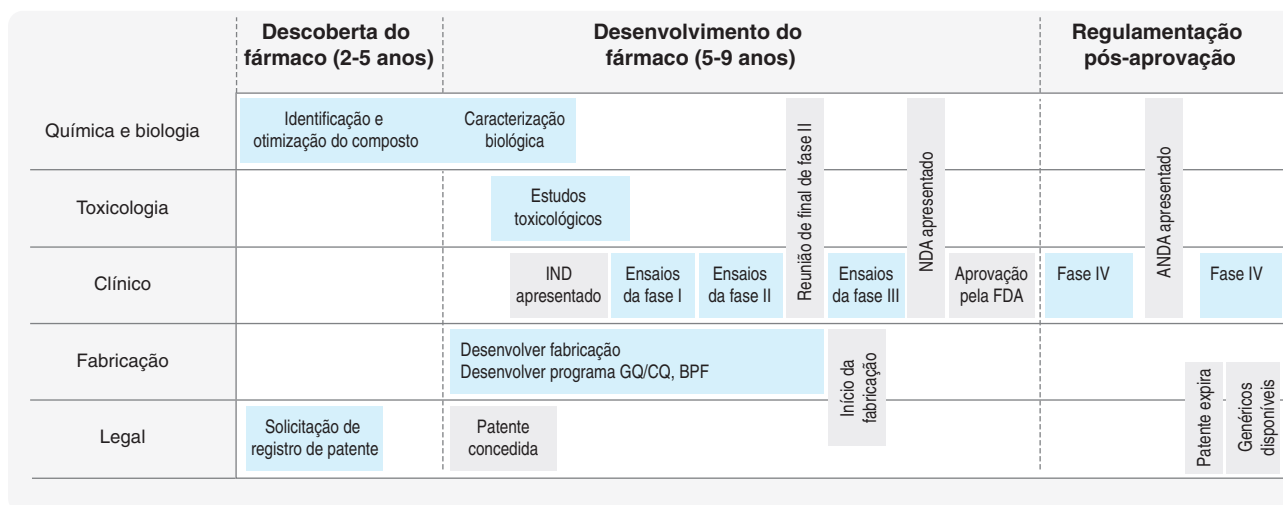 Descoberta do
fármaco (2-5 anos)
Desenvolvimento do
fármaco (5-9 anos)
Regulamentação
pós-aprovação
Química e biologia
Identificação e
otimização do composto
Caracterização
biológica
Reunião de final de fase II
NDA apresentado
ANDA apresentado
Toxicologia
Estudos
toxicológicos
Clínico
IND
apresentado
Ensaios
da fase I
Ensaios
da fase II
Ensaios
da fase III
Aprovação
pela FDA
Fase IV
Fase IV
Fabricação
Desenvolver fabricação
Desenvolver programa GQ/CQ, BPF
Início da
fabricação
Patente expira
Genéricos
disponíveis
Legal
Solicitação de
registro de patente
Patente
concedida